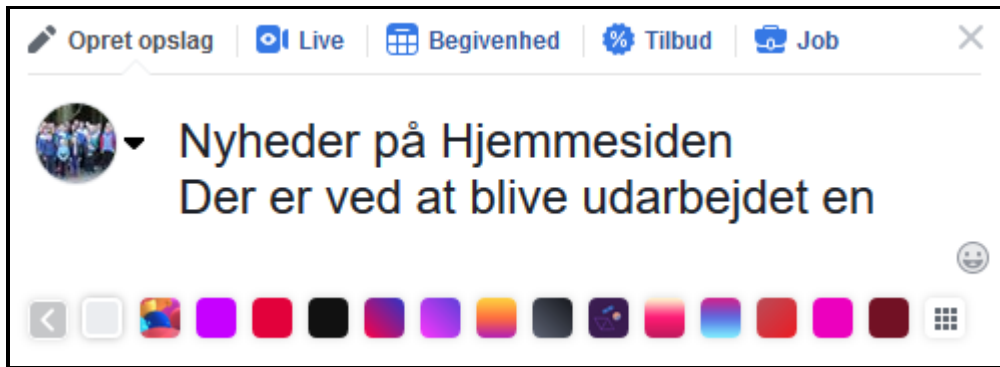 Opret opslag Live Begivenhed Tilbud Job
Nyheder på Hjemmesiden
Der er ved at blive udarbejdet en